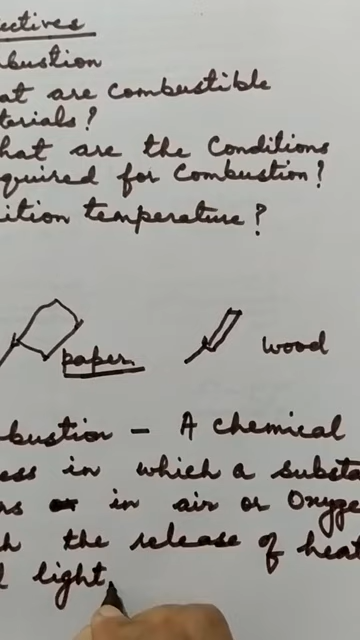 ectives
bustion
at are combustible
terials?
hat are the Conditions
quired for Combustion?
ition temperature?
paper wood
bustion - A chemical
ess in which a substa
ns in air or Oxyge
h the release of heat
d light